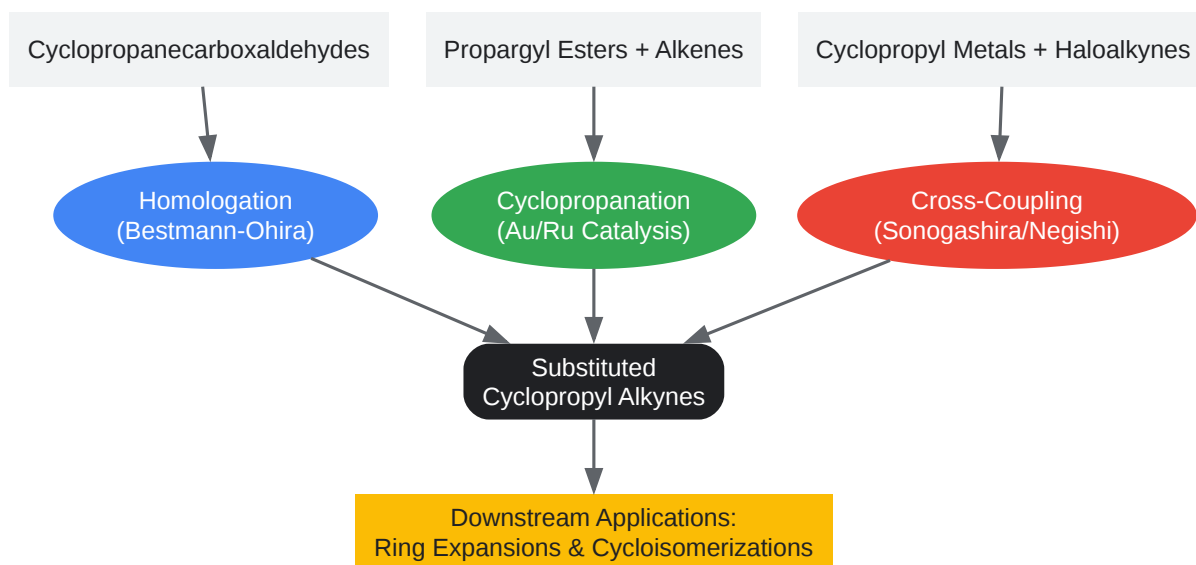 Cyclopropanecarboxaldehydes
Propargyl Esters + Alkenes
Cyclopropyl Metals + Haloalkynes
Homologation
(Bestmann-Ohira)
Cyclopropanation
(Au/Ru Catalysis)
Cross-Coupling
(Sonogashira/Negishi)
Substituted
Cyclopropyl Alkynes
Downstream Applications:
Ring Expansions & Cycloisomerizations